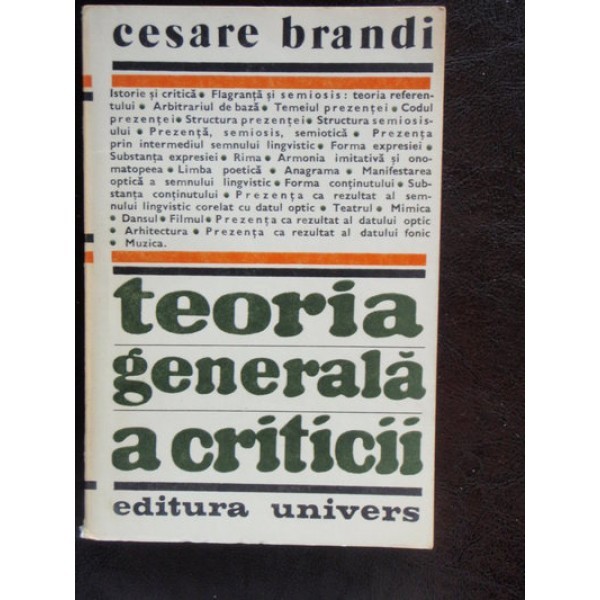 cesare brandi
Istorie și critică • Flagranță și semiosis: teoria referen-
tului • Arbitrariul de bază • Temeiul prezenței • Codul
prezenței • Structura prezenței • Structura semiosis-
ului • Prezență, semiosis, semiotică • Prezența
prin intermediul semnului lingvistic • Forma expresiei •
Substanța expresiei • Rima • Armonia imitativă și ono-
matopeea • Limba poetică • Anagrama • Manifestarea
optică a semnului lingvistic • Forma conținutului • Sub-
stanța conținutului • Prezența ca rezultat al sem-
nului lingvistic corelat cu datul optic • Teatrul • Mimica
• Dansul • Filmul • Prezența ca rezultat al datului optic
• Arhitectura • Prezența ca rezultat al datului fonic
• Muzica.
teoria
generală
a criticii
editura univers